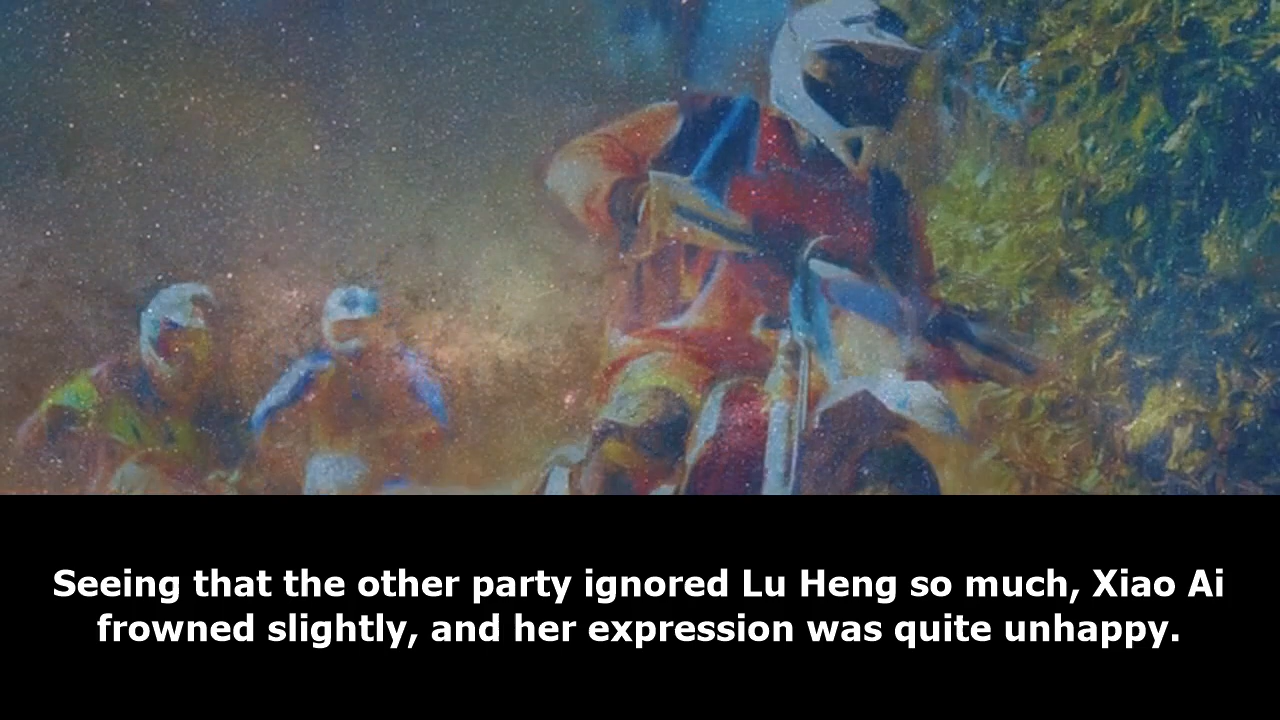 Seeing that the other party ignored Lu Heng so much, Xiao Ai
frowned slightly, and her expression was quite unhappy.